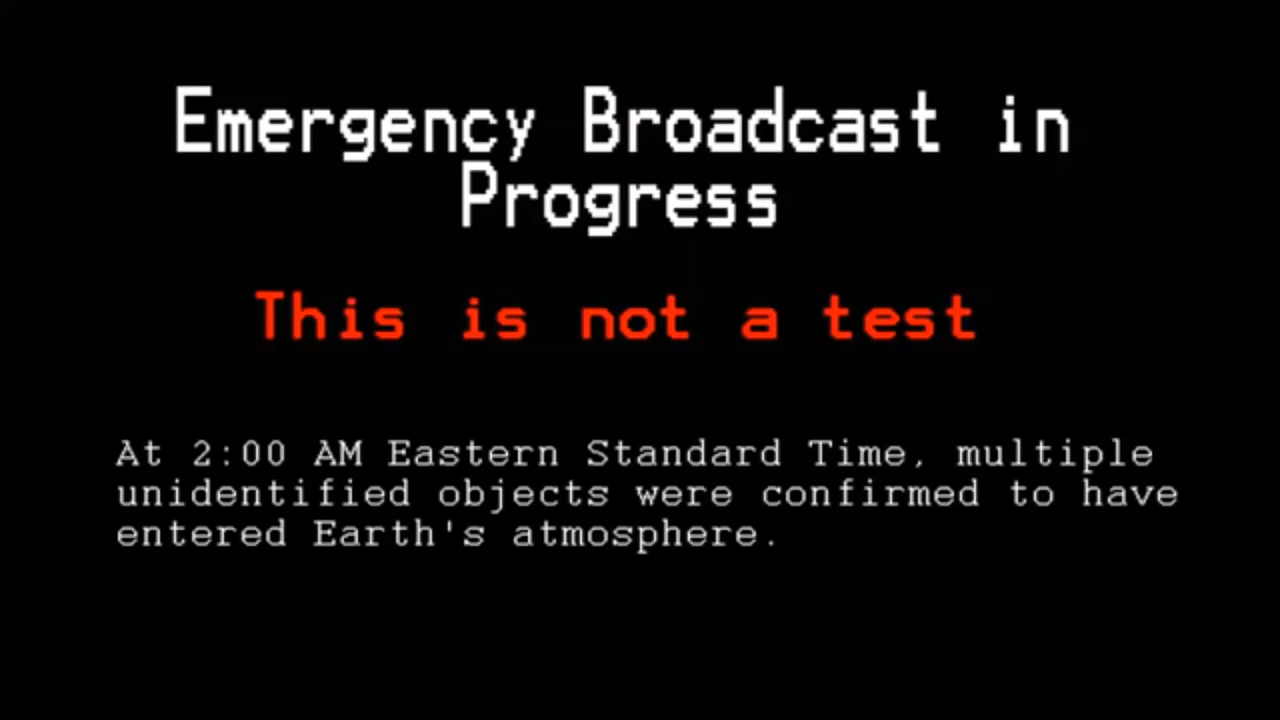 Emergency Broadcast in
Progress
This is not a test
At 2:00 AM Eastern Standard Time, multiple
unidentified objects were confirmed to have
entered Earth's atmosphere.